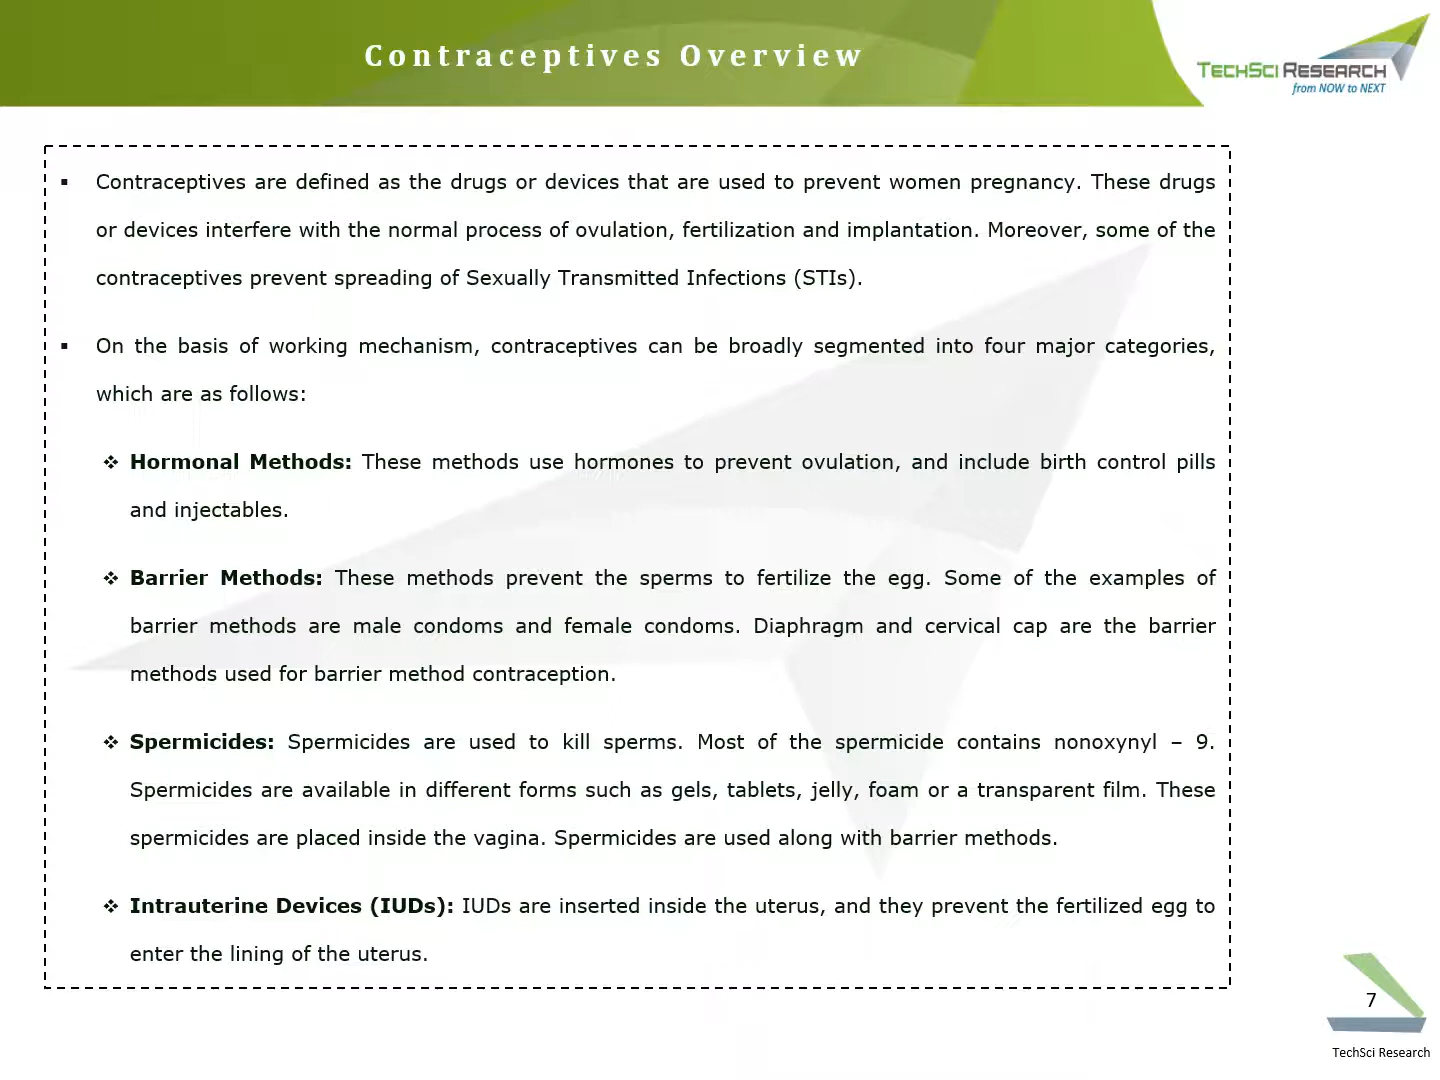 Contraceptives Overview
TECHSCI RESEARCH
from NOW to NEXT
▪ Contraceptives are defined as the drugs or devices that are used to prevent women pregnancy. These drugs
or devices interfere with the normal process of ovulation, fertilization and implantation. Moreover, some of the
contraceptives prevent spreading of Sexually Transmitted Infections (STIs).
▪ On the basis of working mechanism, contraceptives can be broadly segmented into four major categories,
which are as follows:
❖ Hormonal Methods: These methods use hormones to prevent ovulation, and include birth control pills
and injectables.
❖ Barrier Methods: These methods prevent the sperms to fertilize the egg. Some of the examples of
barrier methods are male condoms and female condoms. Diaphragm and cervical cap are the barrier
methods used for barrier method contraception.
❖ Spermicides: Spermicides are used to kill sperms. Most of the spermicide contains nonoxynyl – 9.
Spermicides are available in different forms such as gels, tablets, jelly, foam or a transparent film. These
spermicides are placed inside the vagina. Spermicides are used along with barrier methods.
❖ Intrauterine Devices (IUDs): IUDs are inserted inside the uterus, and they prevent the fertilized egg to
enter the lining of the uterus.
7
TechSci Research